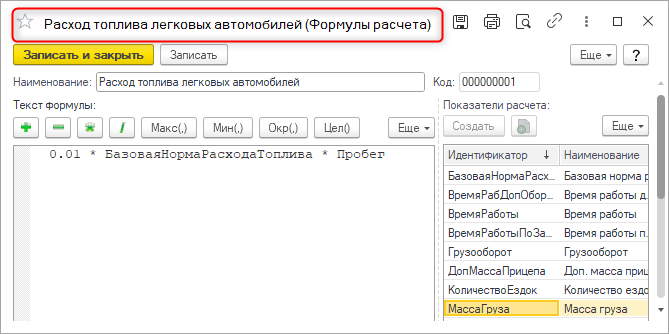 Расход топлива легковых автомобилей (Формулы расчета)
Записать и закрыть Записать Еще ?
Наименование: Расход топлива легковых автомобилей Код: 000000001
Текст формулы: Показатели расчета:
Макс(,) Мин(,) Окр(,) Цел() Еще Создать Еще
0.01 * БазоваяНормаРасходаТоплива * Пробег
Идентификатор ↓ Наименование
БазоваяНормаРасх... Базовая норма р
ВремяРабДопОбор... Время работы д.
ВремяРаботы Время работы
ВремяРаботыПоЗа... Время работы п.
Грузооборот Грузооборот
ДопМассаПрицепа Доп. масса приц
КоличествоЕздок Количество ездо
МассаГруза Масса груза